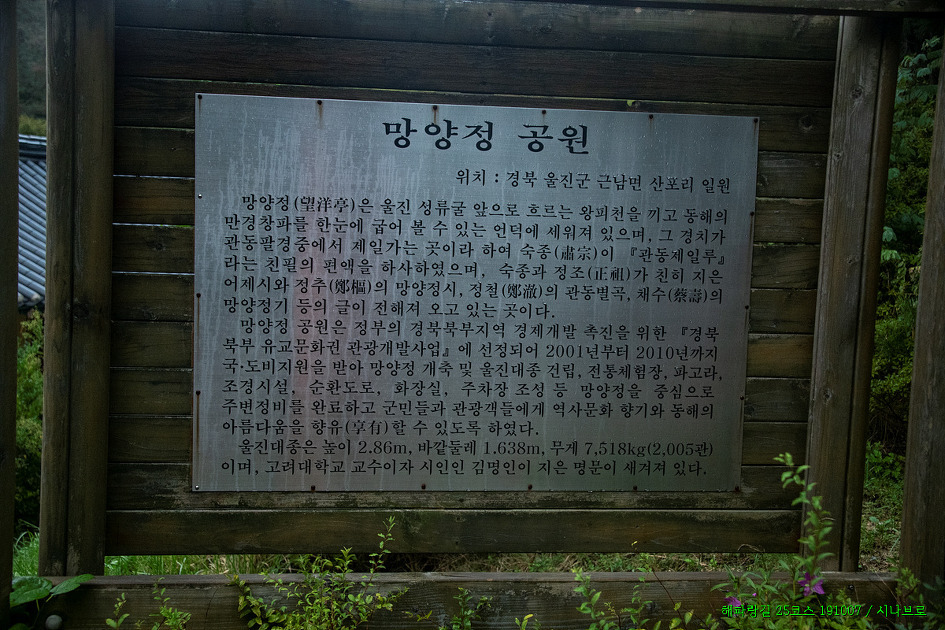 망양정 공원
위치 : 경북 울진군 근남면 산포리 일원
망양정(望洋亭)은 울진 성류굴 앞으로 흐르는 왕피천을 끼고 동해의
만경창파를 한눈에 굽어 볼 수 있는 언덕에 세워져 있으며, 그 경치가
관동팔경중에서 제일가는 곳이라 하여 숙종(肅宗)이 『관동제일루』
라는 친필의 편액을 하사하였으며, 숙종과 정조(正祖)가 친히 지은
어제시와 정추(鄭樞)의 망양정시, 정철(鄭澈)의 관동별곡, 채수(蔡壽)의
망양정기 등의 글이 전해져 오고 있는 곳이다.
망양정 공원은 정부의 경북북부지역 경제개발 촉진을 위한 『경북
북부 유교문화권 관광개발사업』에 선정되어 2001년부터 2010년까지
국·도비지원을 받아 망양정 개축 및 울진대종 건립, 전통체험장, 파고라,
조경시설, 순환도로, 화장실, 주차장 조성 등 망양정을 중심으로
주변정비를 완료하고 군민들과 관광객들에게 역사문화 향기와 동해의
아름다움을 향유(享有)할 수 있도록 하였다.
울진대종은 높이 2.86m, 바깥둘레 1.638m, 무게 7,518kg(2,005관)
이며, 고려대학교 교수이자 시인인 김명인이 지은 명문이 새겨져 있다.
해파랑길 25코스 191007 / 시나브로